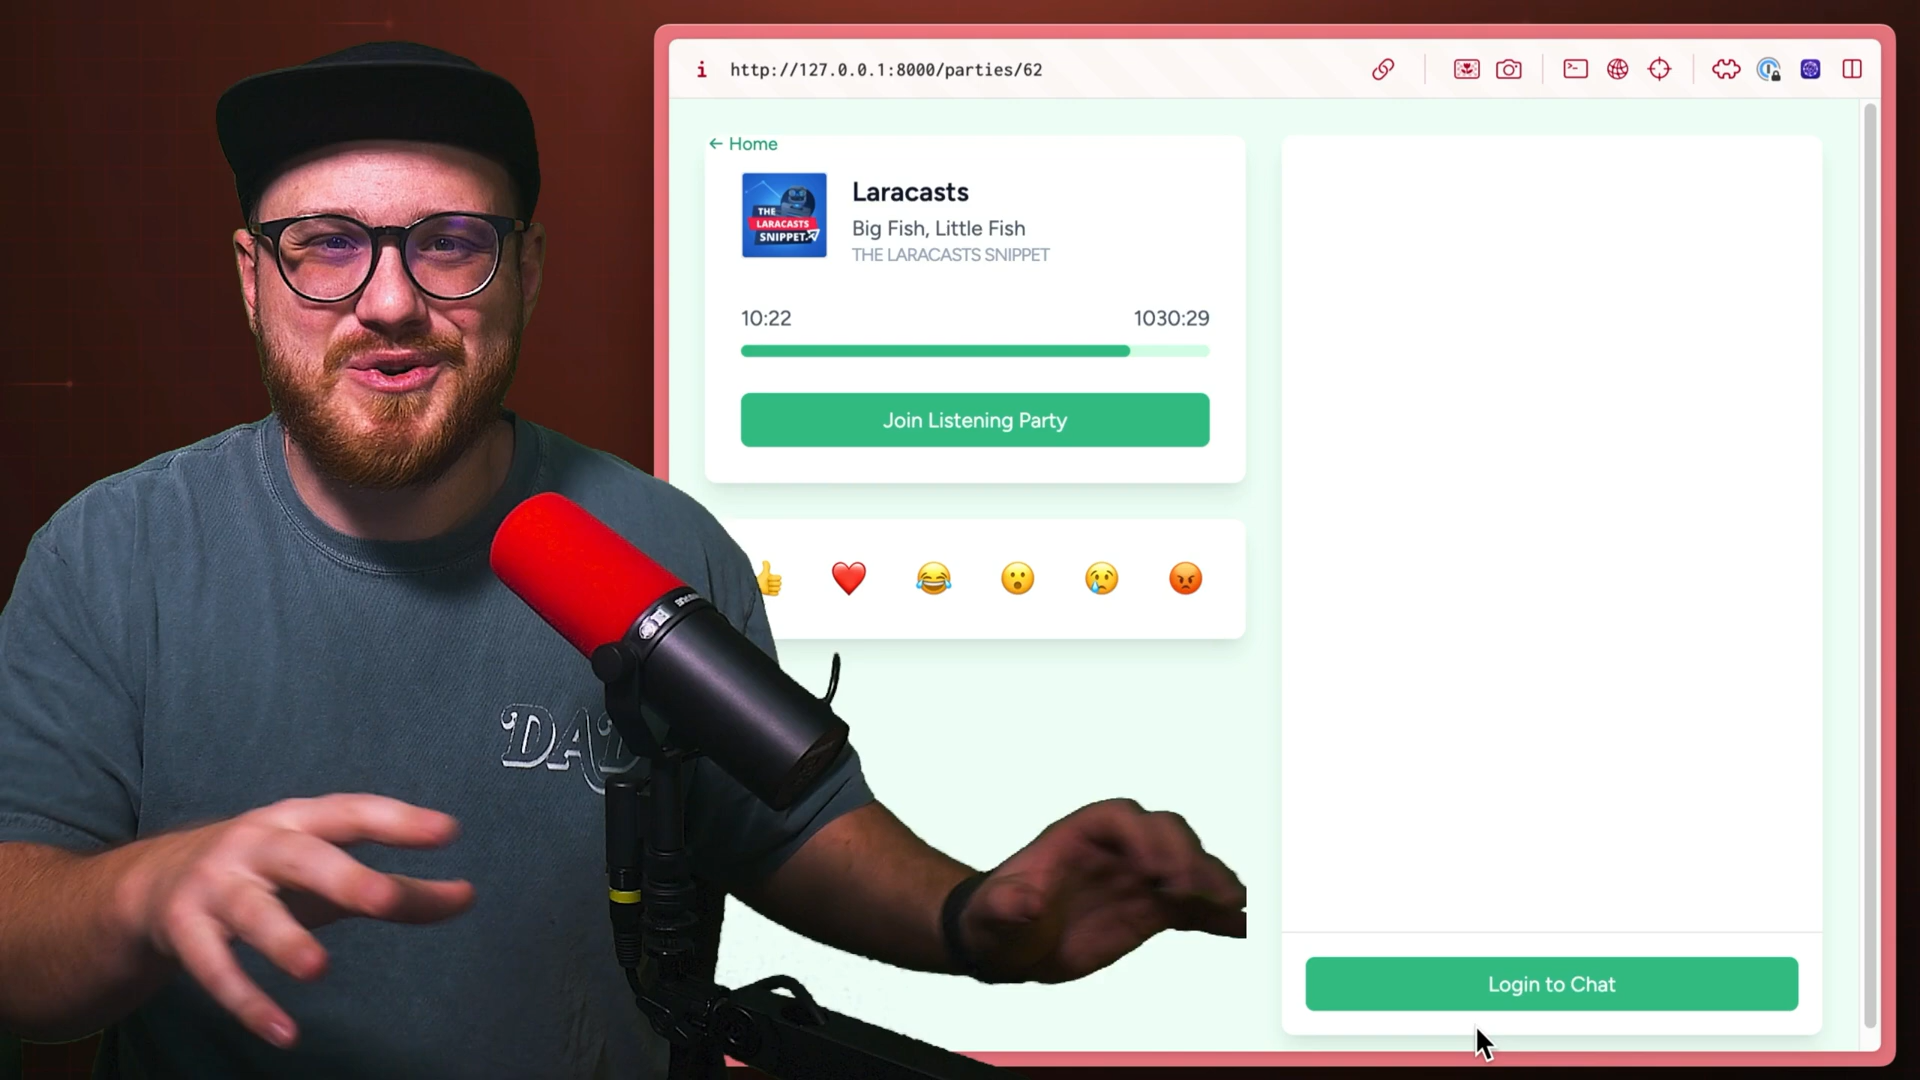 http://127.0.0.1:8000/parties/62
← Home
THE
LARACASTS
SNIPPET
Laracasts
Big Fish, Little Fish
THE LARACASTS SNIPPET
10:22
1030:29
Join Listening Party
DAD
Login to Chat